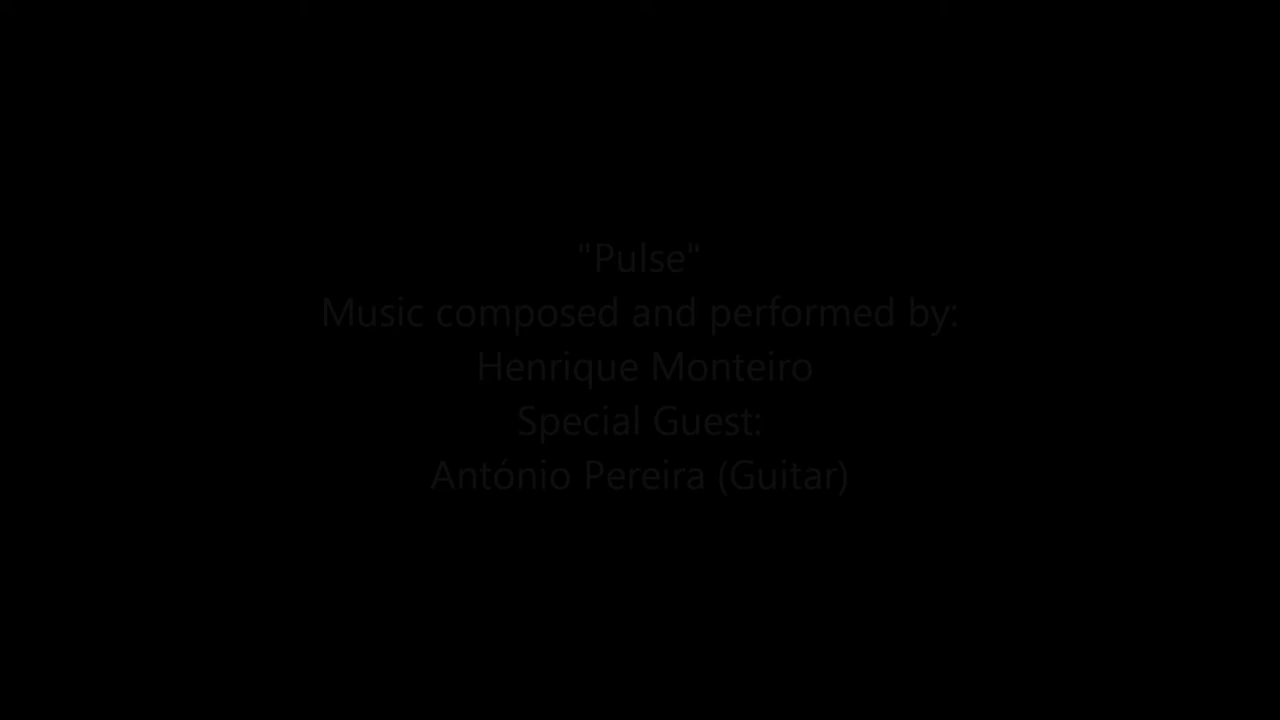 "Pulse"
Music composed and performed by:
Henrique Monteiro
Special Guest:
António Pereira (Guitar)